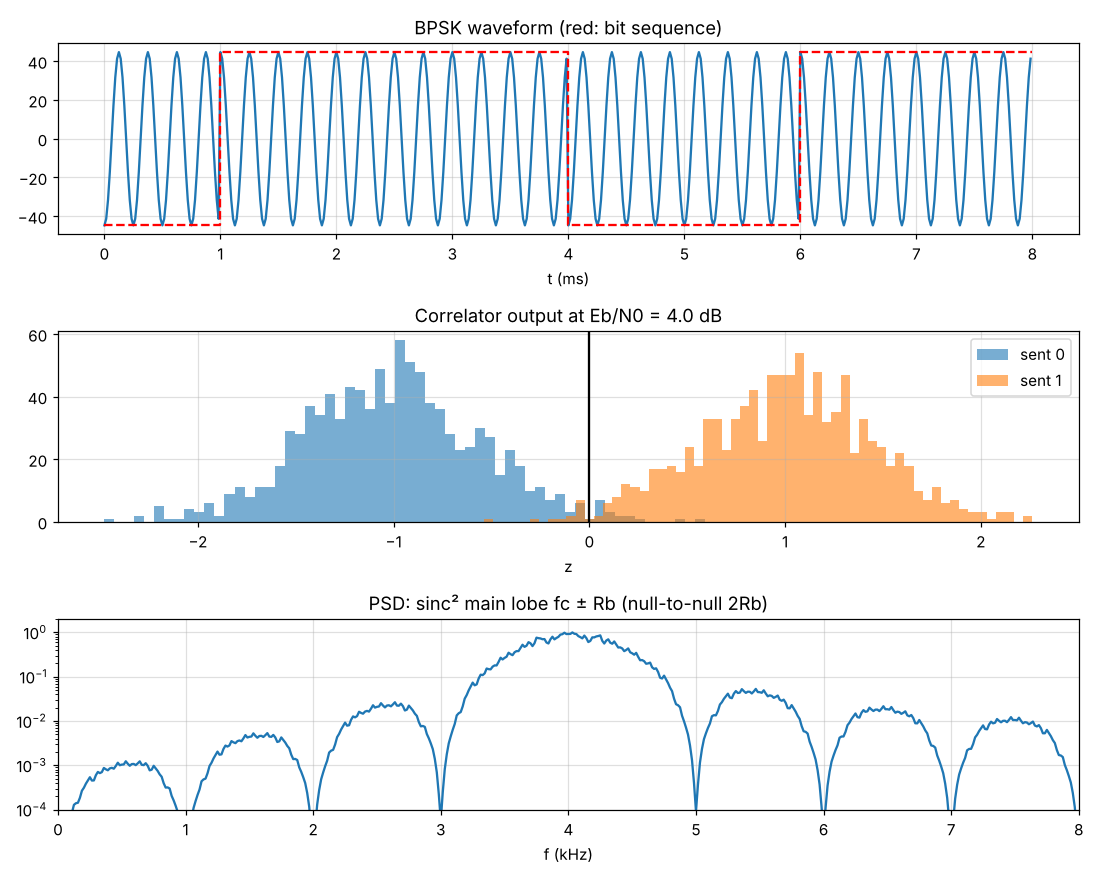 BPSK waveform (red: bit sequence)
40
20
0
−20
−40
0 1 2 3 4 5 6 7 8
t (ms)
Correlator output at Eb/N0 = 4.0 dB
60
40
20
0
sent 0
sent 1
−2 −1 0 1 2
z
PSD: sinc² main lobe fc ± Rb (null-to-null 2Rb)
10⁰
10⁻¹
10⁻²
10⁻³
10⁻⁴
0 1 2 3 4 5 6 7 8
f (kHz)